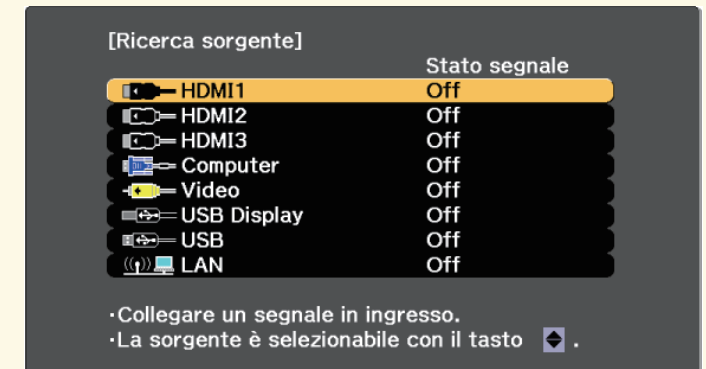 [Ricerca sorgente]
Stato segnale
HDMI1 Off
HDMI2 Off
HDMI3 Off
Computer Off
Video Off
USB Display Off
USB Off
LAN Off
·Collegare un segnale in ingresso.
·La sorgente è selezionabile con il tasto .